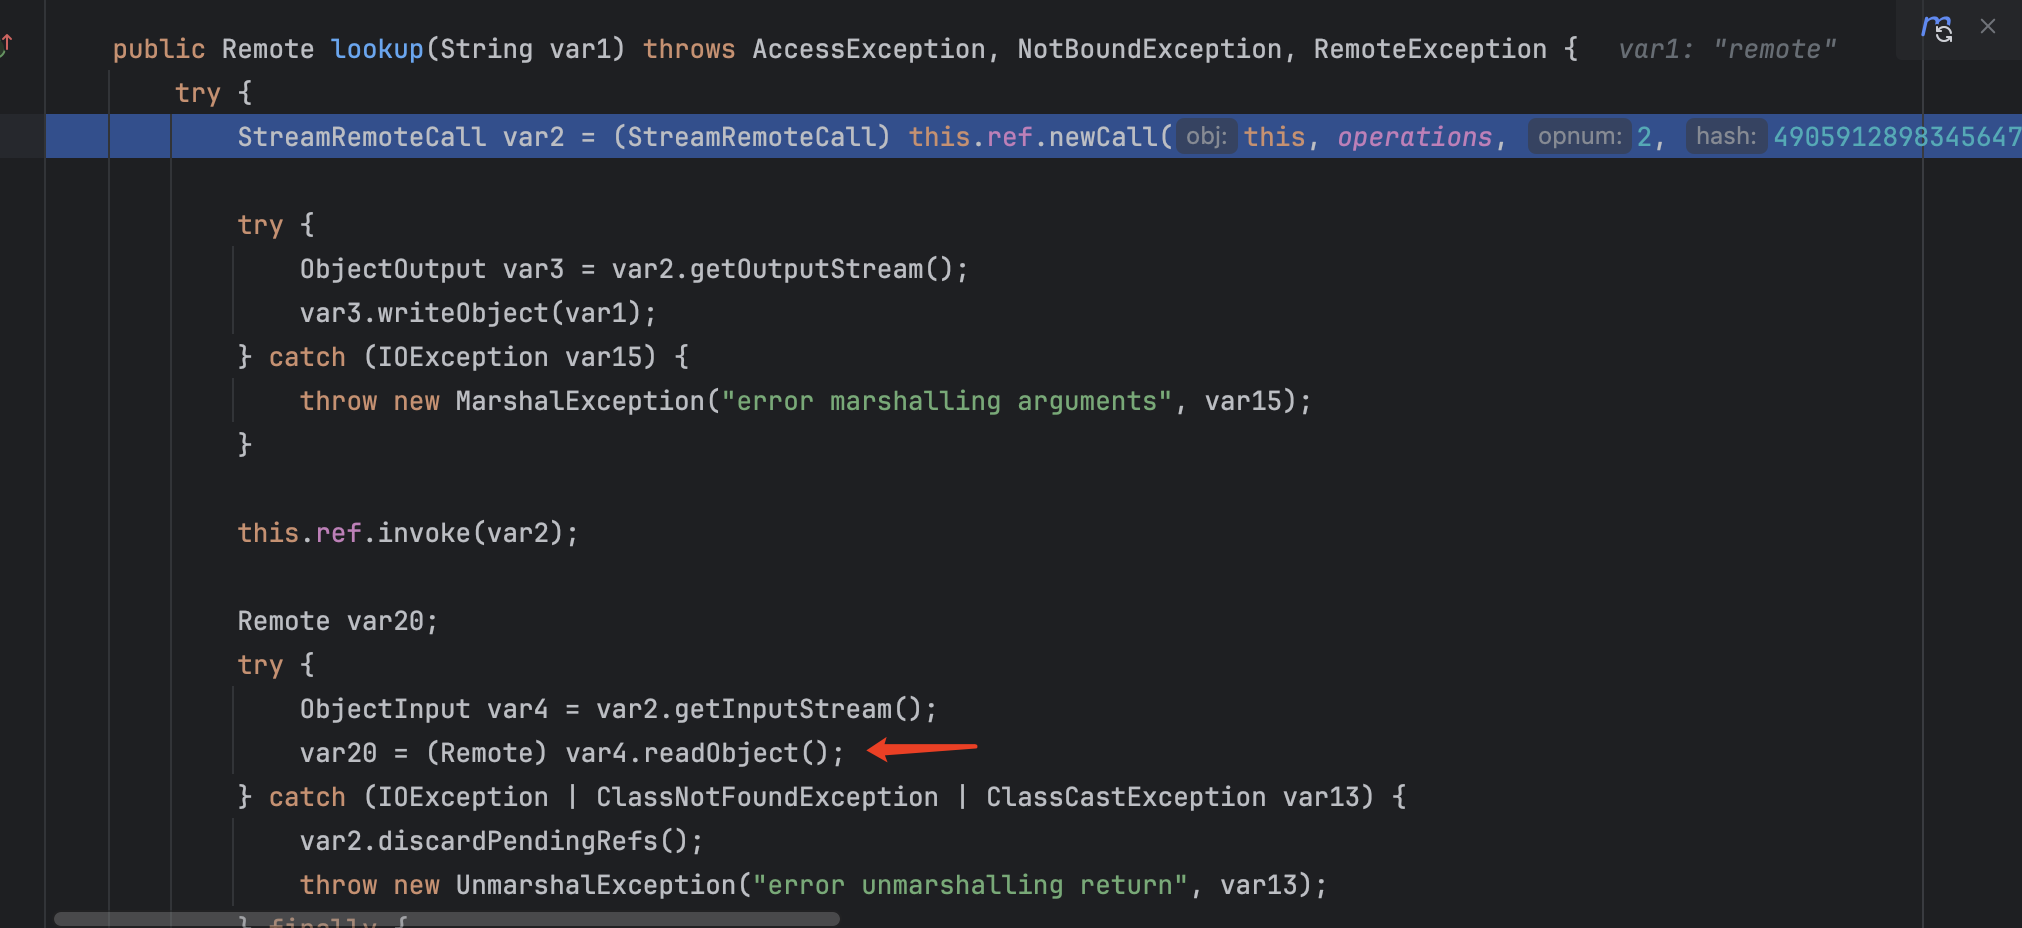 public Remote lookup(String var1) throws AccessException, NotBoundException, RemoteException {   var1: "remote"
try {
StreamRemoteCall var2 = (StreamRemoteCall) this.ref.newCall( obj: this, operations, opnum: 2, hash: 4905912898345647
try {
ObjectOutput var3 = var2.getOutputStream();
var3.writeObject(var1);
} catch (IOException var15) {
throw new MarshalException("error marshalling arguments", var15);
}
this.ref.invoke(var2);
Remote var20;
try {
ObjectInput var4 = var2.getInputStream();
var20 = (Remote) var4.readObject();
} catch (IOException | ClassNotFoundException | ClassCastException var13) {
var2.discardPendingRefs();
throw new UnmarshalException("error unmarshalling return", var13);
} finally {